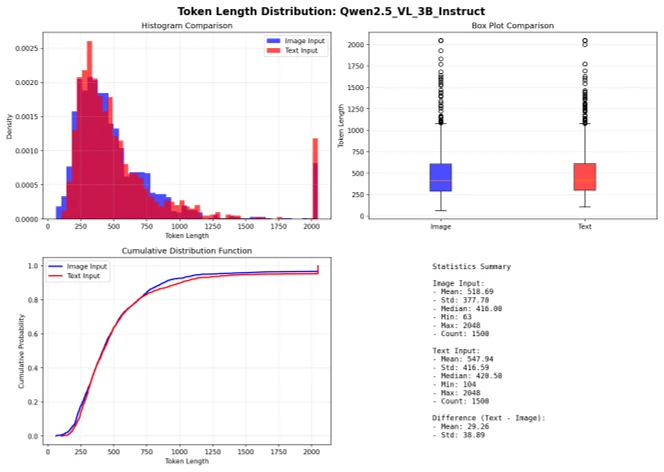 Token Length Distribution: Qwen2.5_VL_3B_Instruct
Histogram Comparison
Image Input
Text Input
Density
0.0025
0.0020
0.0015
0.0010
0.0005
0.0000
0 250 500 750 1000 1250 1500 1750 2000
Token Length
Box Plot Comparison
Token Length
2000
1750
1500
1250
1000
750
500
250
0
Image Text
Cumulative Distribution Function
Image Input
Text Input
Cumulative Probability
1.0
0.8
0.6
0.4
0.2
0.0
0 250 500 750 1000 1250 1500 1750 2000
Token Length
Statistics Summary
Image Input:
- Mean: 518.69
- Std: 377.70
- Median: 416.00
- Min: 63
- Max: 2048
- Count: 1500
Text Input:
- Mean: 547.94
- Std: 416.59
- Median: 420.50
- Min: 104
- Max: 2048
- Count: 1500
Difference (Text - Image):
- Mean: 29.26
- Std: 38.89